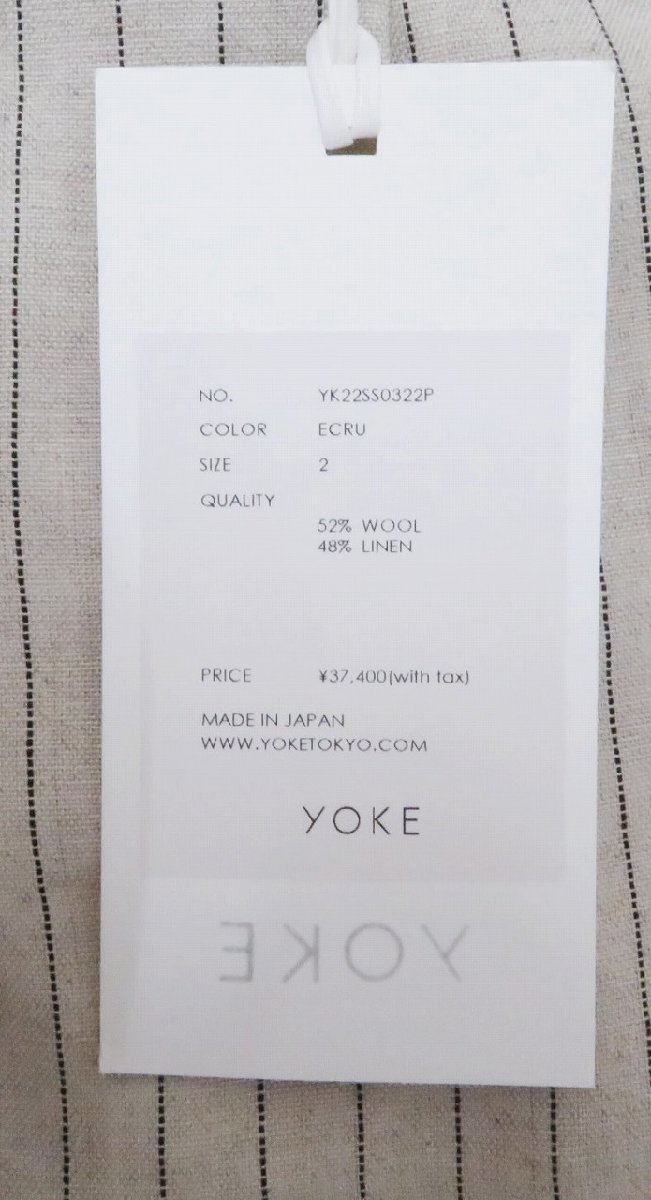 NO. YK22SS0322P
COLOR ECRU
SIZE 2
QUALITY
52% WOOL
48% LINEN
PRICE ¥37,400(with tax)
MADE IN JAPAN
WWW.YOKETOKYO.COM
YOKE
YOKE